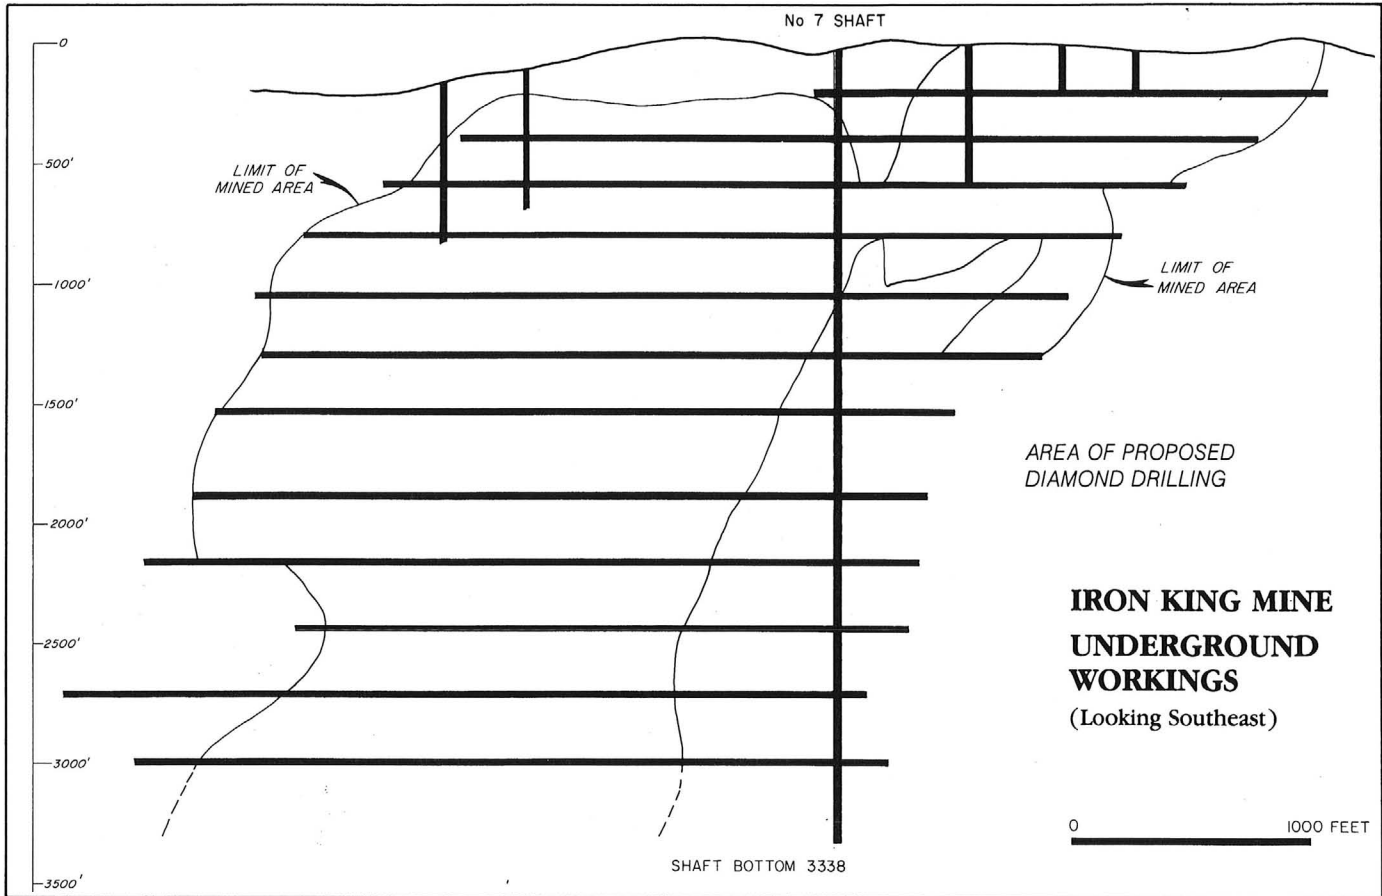 No 7 SHAFT
0
500'
1000'
1500'
2000'
2500'
3000'
3500'
LIMIT OF
MINED AREA
LIMIT OF
MINED AREA
AREA OF PROPOSED
DIAMOND DRILLING
IRON KING MINE
UNDERGROUND
WORKINGS
(Looking Southeast)
0 1000 FEET
SHAFT BOTTOM 3338